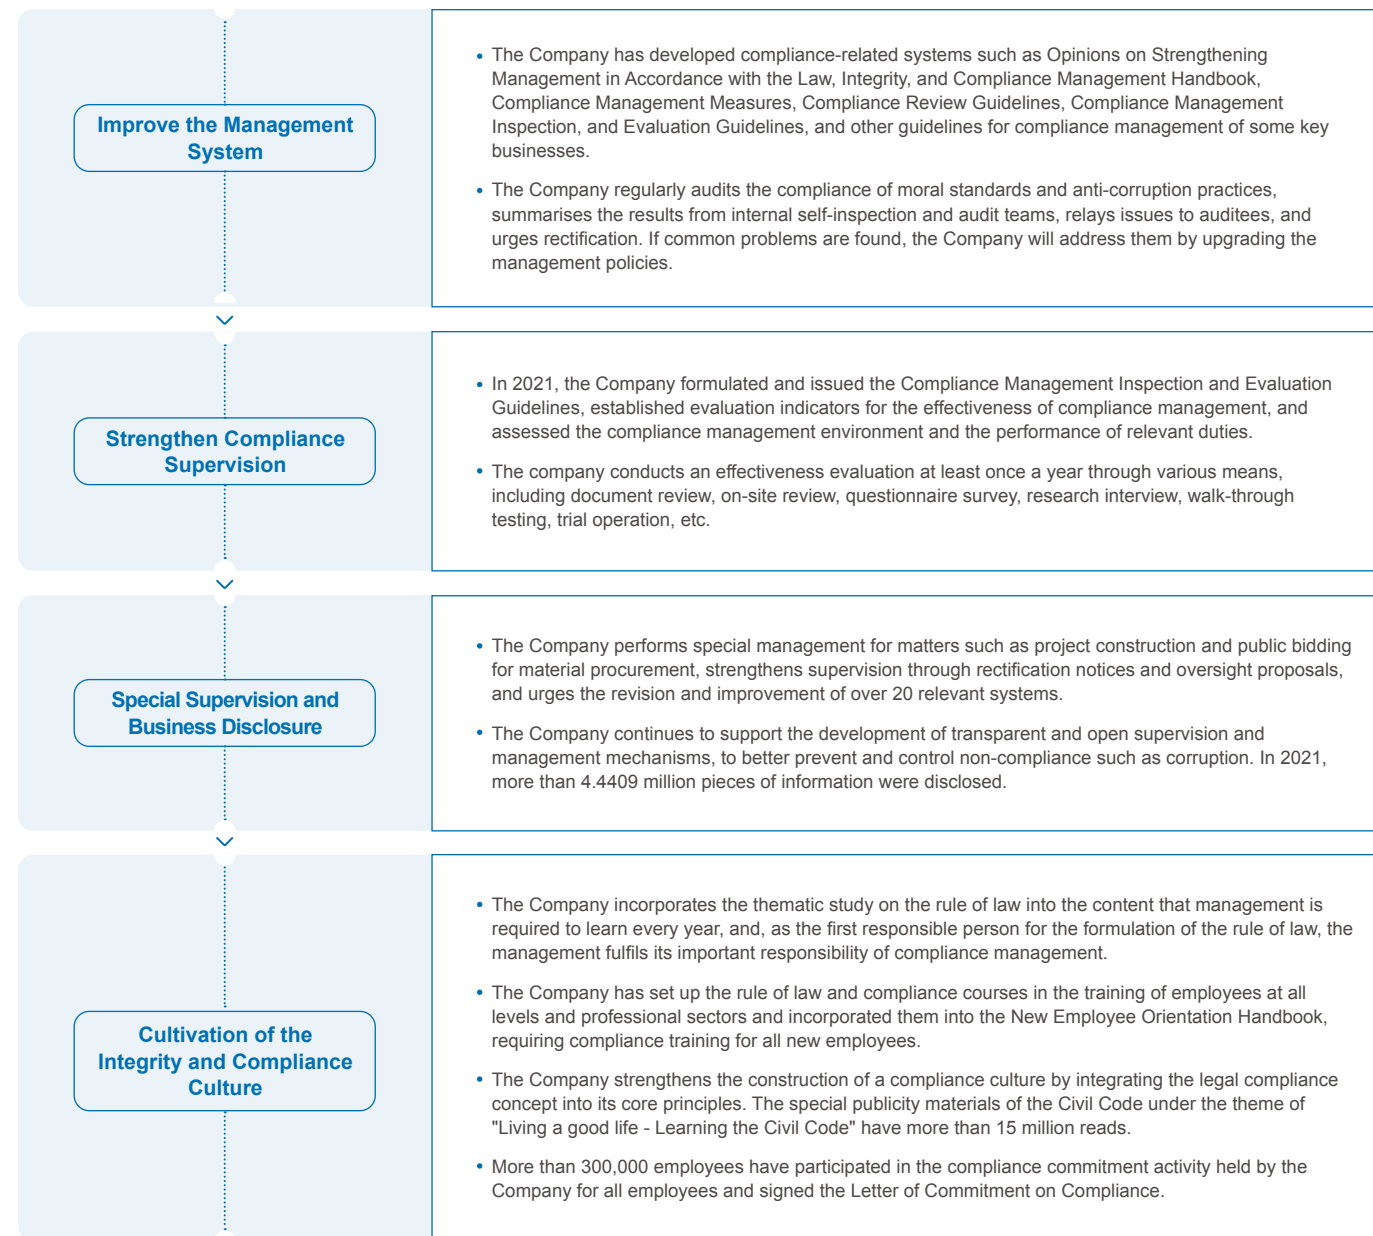 Improve the Management
System
• The Company has developed compliance-related systems such as Opinions on Strengthening
Management in Accordance with the Law, Integrity, and Compliance Management Handbook,
Compliance Management Measures, Compliance Review Guidelines, Compliance Management
Inspection, and Evaluation Guidelines, and other guidelines for compliance management of some key
businesses.
• The Company regularly audits the compliance of moral standards and anti-corruption practices,
summarises the results from internal self-inspection and audit teams, relays issues to auditees, and
urges rectification. If common problems are found, the Company will address them by upgrading the
management policies.
Strengthen Compliance
Supervision
• In 2021, the Company formulated and issued the Compliance Management Inspection and Evaluation
Guidelines, established evaluation indicators for the effectiveness of compliance management, and
assessed the compliance management environment and the performance of relevant duties.
• The company conducts an effectiveness evaluation at least once a year through various means,
including document review, on-site review, questionnaire survey, research interview, walk-through
testing, trial operation, etc.
Special Supervision and
Business Disclosure
• The Company performs special management for matters such as project construction and public bidding
for material procurement, strengthens supervision through rectification notices and oversight proposals,
and urges the revision and improvement of over 20 relevant systems.
• The Company continues to support the development of transparent and open supervision and
management mechanisms, to better prevent and control non-compliance such as corruption. In 2021,
more than 4.4409 million pieces of information were disclosed.
Cultivation of the
Integrity and Compliance
Culture
• The Company incorporates the thematic study on the rule of law into the content that management is
required to learn every year, and, as the first responsible person for the formulation of the rule of law, the
management fulfils its important responsibility of compliance management.
• The Company has set up the rule of law and compliance courses in the training of employees at all
levels and professional sectors and incorporated them into the New Employee Orientation Handbook,
requiring compliance training for all new employees.
• The Company strengthens the construction of a compliance culture by integrating the legal compliance
concept into its core principles. The special publicity materials of the Civil Code under the theme of
"Living a good life - Learning the Civil Code" have more than 15 million reads.
• More than 300,000 employees have participated in the compliance commitment activity held by the
Company for all employees and signed the Letter of Commitment on Compliance.